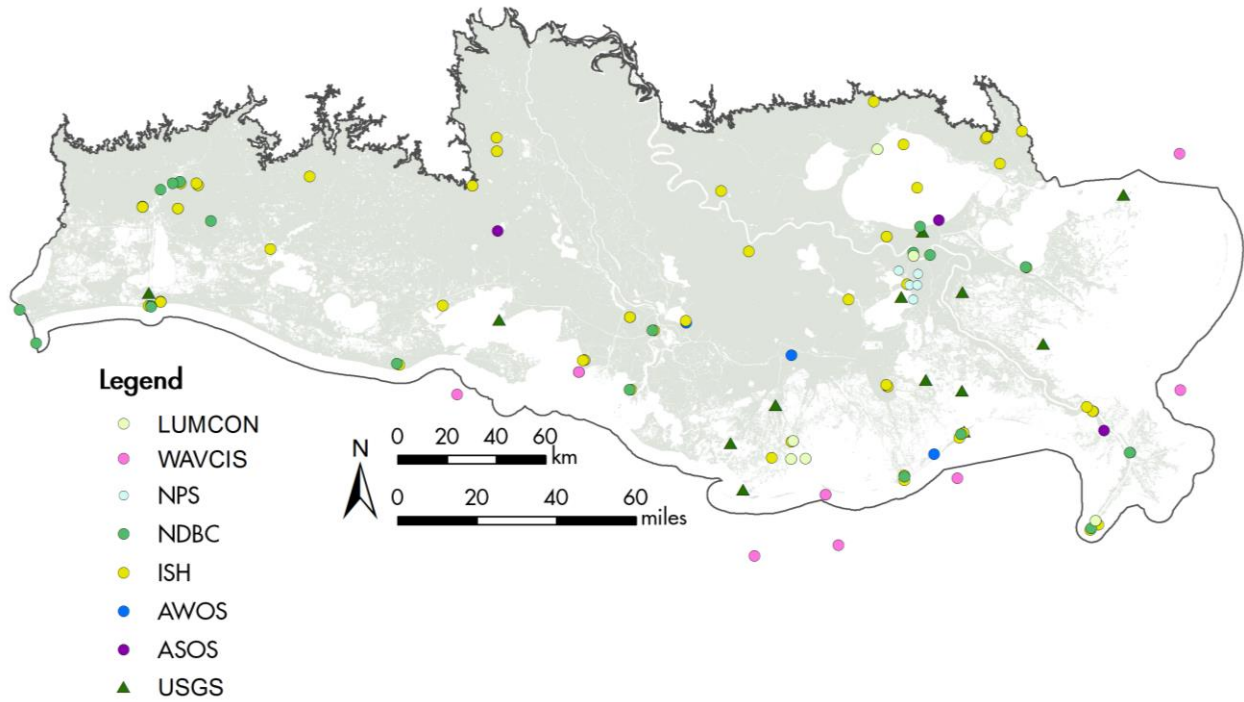 Legend
LUMCON
WAVCIS
NPS
NDBC
ISH
AWOS
ASOS
USGS
N
0 20 40 60
km
0 20 40 60
miles